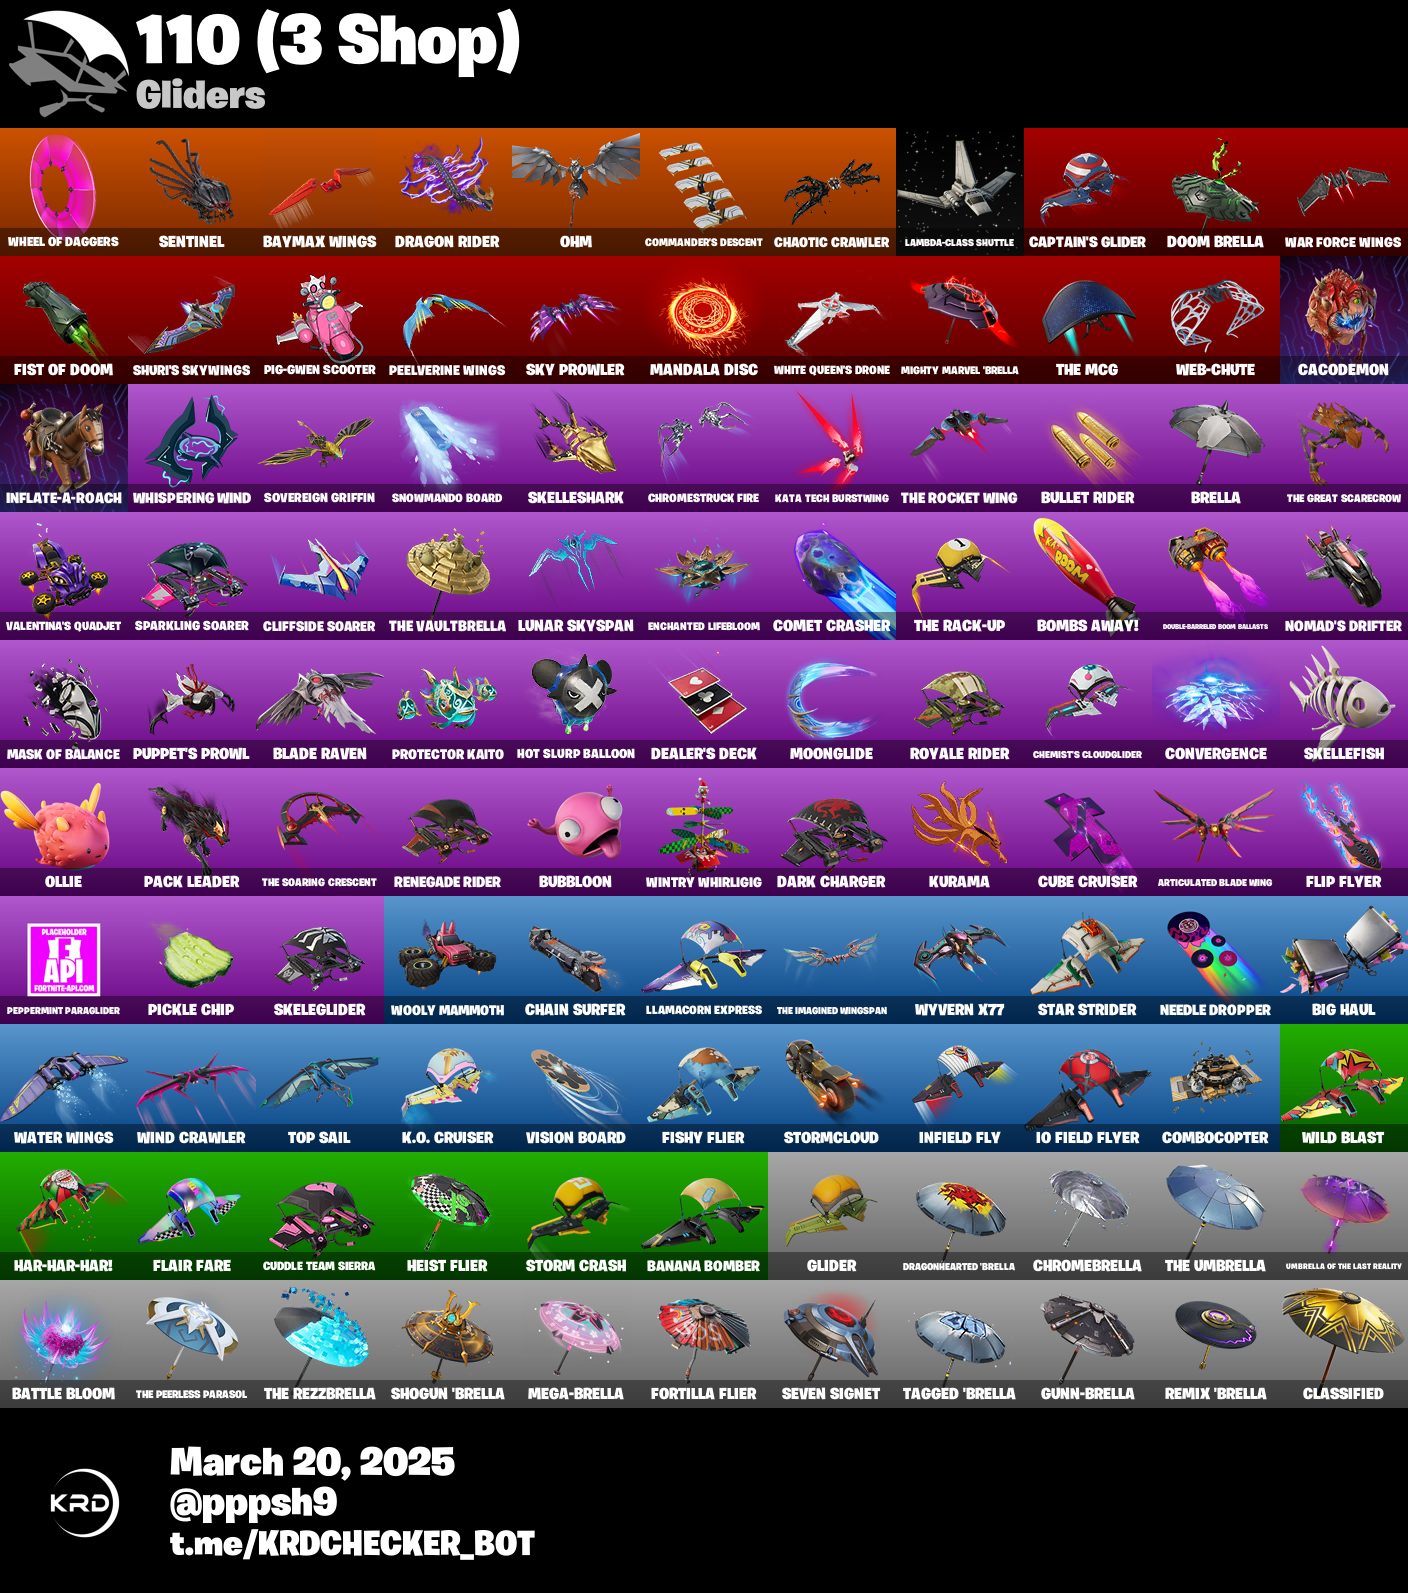 110 (3 Shop)
Gliders
WHEEL OF DAGGERS
SENTINEL
BAYMAX WINGS
DRAGON RIDER
OHM
COMMANDER'S DESCENT
CHAOTIC CRAWLER
LAMBDA-CLASS SHUTTLE
CAPTAIN'S GLIDER
DOOM BRELLA
WAR FORCE WINGS
FIST OF DOOM
SHURI'S SKYWINGS
PIG-GWEN SCOOTER
PEELVERINE WINGS
SKY PROWLER
MANDALA DISC
WHITE QUEEN'S DRONE
MIGHTY MARVEL 'BRELLA
THE MCG
WEB-CHUTE
CACODEMON
INFLATE-A-ROACH
WHISPERING WIND
SOVEREIGN GRIFFIN
SNOWMANDO BOARD
SKELLESHARK
CHROMESTRUCK FIRE
KATA TECH BURSTWING
THE ROCKET WING
BULLET RIDER
BRELLA
THE GREAT SCARECROW
VALENTINA'S QUADJET
SPARKLING SOARER
CLIFFSIDE SOARER
THE VAULTBRELLA
LUNAR SKYSPAN
ENCHANTED LIFEBLOOM
COMET CRASHER
THE RACK-UP
KA
BOOM
BOMBS AWAY!
DOUBLE-BARRELED BOOM BALLASTS
NOMAD'S DRIFTER
MASK OF BALANCE
PUPPET'S PROWL
BLADE RAVEN
PROTECTOR KAITO
HOT SLURP BALLOON
DEALER'S DECK
MOONGLIDE
ROYALE RIDER
CHEMIST'S CLOUDGLIDER
CONVERGENCE
SKELLEFISH
OLLIE
PACK LEADER
THE SOARING CRESCENT
RENEGADE RIDER
BUBBLOON
WINTRY WHIRLIGIG
DARK CHARGER
KURAMA
CUBE CRUISER
ARTICULATED BLADE WING
FLIP FLYER
PLACEHOLDER
F
API
FORTNITE-API.COM
PEPPERMINT PARAGLIDER
PICKLE CHIP
SKELEGLIDER
WOOLY MAMMOTH
CHAIN SURFER
LLAMACORN EXPRESS
THE IMAGINED WINGSPAN
WYVERN X77
STAR STRIDER
NEEDLE DROPPER
BIG HAUL
WATER WINGS
WIND CRAWLER
TOP SAIL
K.O. CRUISER
VISION BOARD
FISHY FLIER
STORMCLOUD
INFIELD FLY
IO FIELD FLYER
COMBOCOPTER
WILD BLAST
HAR-HAR-HAR!
FLAIR FARE
CUDDLE TEAM SIERRA
HEIST FLIER
STORM CRASH
BANANA BOMBER
GLIDER
DRAGONHEARTED 'BRELLA
CHROMEBRELLA
THE UMBRELLA
UMBRELLA OF THE LAST REALITY
BATTLE BLOOM
THE PEERLESS PARASOL
THE REZZBRELLA
SHOGUN 'BRELLA
MEGA-BRELLA
FORTILLA FLIER
SEVEN SIGNET
TAGGED 'BRELLA
GUNN-BRELLA
REMIX 'BRELLA
CLASSIFIED
KRD
March 20, 2025
@pppsh9
t.me/KRDCHECKER_BOT